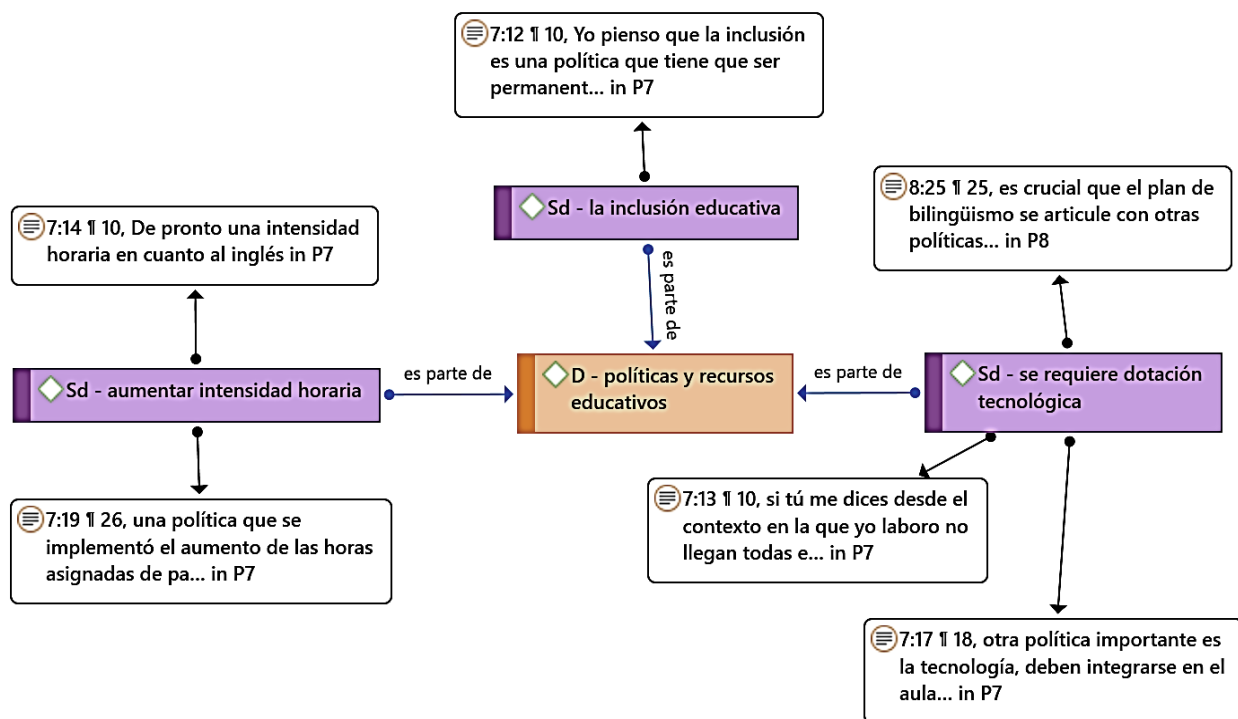 7:12 ¶ 10, Yo pienso que la inclusión
es una política que tiene que ser
permanent... in P7
Sd - la inclusión educativa
8:25 ¶ 25, es crucial que el plan de
bilingüismo se articule con otras
políticas... in P8
7:14 ¶ 10, De pronto una intensidad
horaria en cuanto al inglés in P7
es parte de
Sd - aumentar intensidad horaria
es parte de
D - políticas y recursos
educativos
es parte de
Sd - se requiere dotación
tecnológica
7:19 ¶ 26, una política que se
implementó el aumento de las horas
asignadas de pa... in P7
7:13 ¶ 10, si tú me dices desde el
contexto en la que yo laboro no
llegan todas e... in P7
7:17 ¶ 18, otra política importante es
la tecnología, deben integrarse en el
aula... in P7